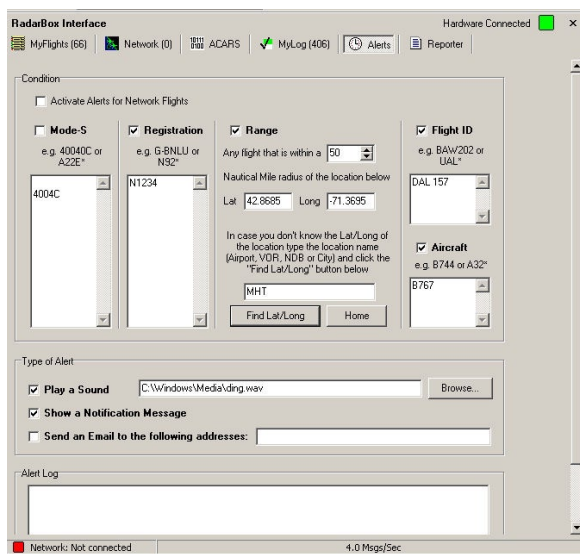 RadarBox Interface
Hardware Connected
MyFlights (66)
Network (0)
ACARS
MyLog (406)
Alerts
Reporter
Condition
Activate Alerts for Network Flights
Mode-S
e.g. 40040C or
A22E*
4004C
Registration
e.g. G-BNLU or
N92*
N1234
Range
Any flight that is within a 50
Nautical Mile radius of the location below
Lat 42.8685 Long -71.3695
In case you don't know the Lat/Long of
the location type the location name
(Airport, VOR, NDB or City) and click the
"Find Lat/Long" button below
MHT
Find Lat/Long
Home
Flight ID
e.g. BAW202 or
UAL*
DAL 157
Aircraft
e.g. B744 or A32*
B767
Type of Alert
Play a Sound C:\Windows\Media\ding.wav Browse...
Show a Notification Message
Send an Email to the following addresses:
Alert Log
Network: Not connected
4.0 Msgs/Sec